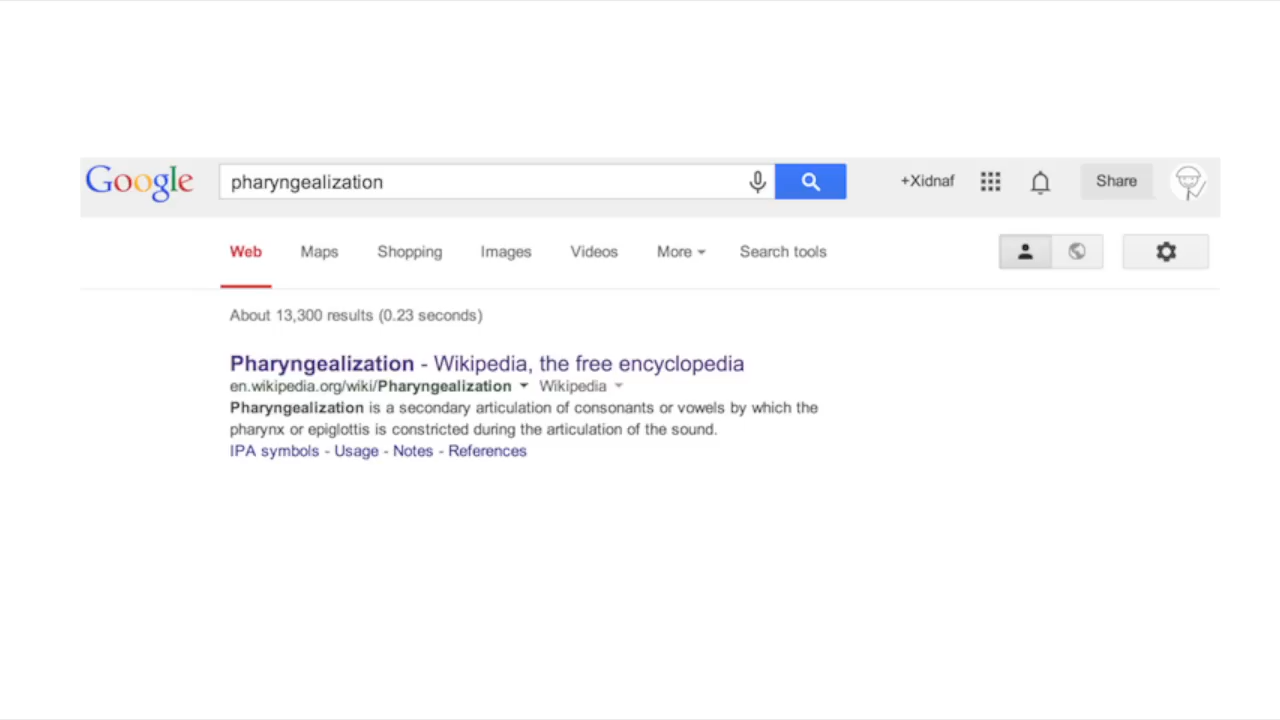 Google pharyngealization +Xidnaf Share
Web Maps Shopping Images Videos More Search tools
About 13,300 results (0.23 seconds)
Pharyngealization - Wikipedia, the free encyclopedia
en.wikipedia.org/wiki/Pharyngealization Wikipedia
Pharyngealization is a secondary articulation of consonants or vowels by which the
pharynx or epiglottis is constricted during the articulation of the sound.
IPA symbols - Usage - Notes - References